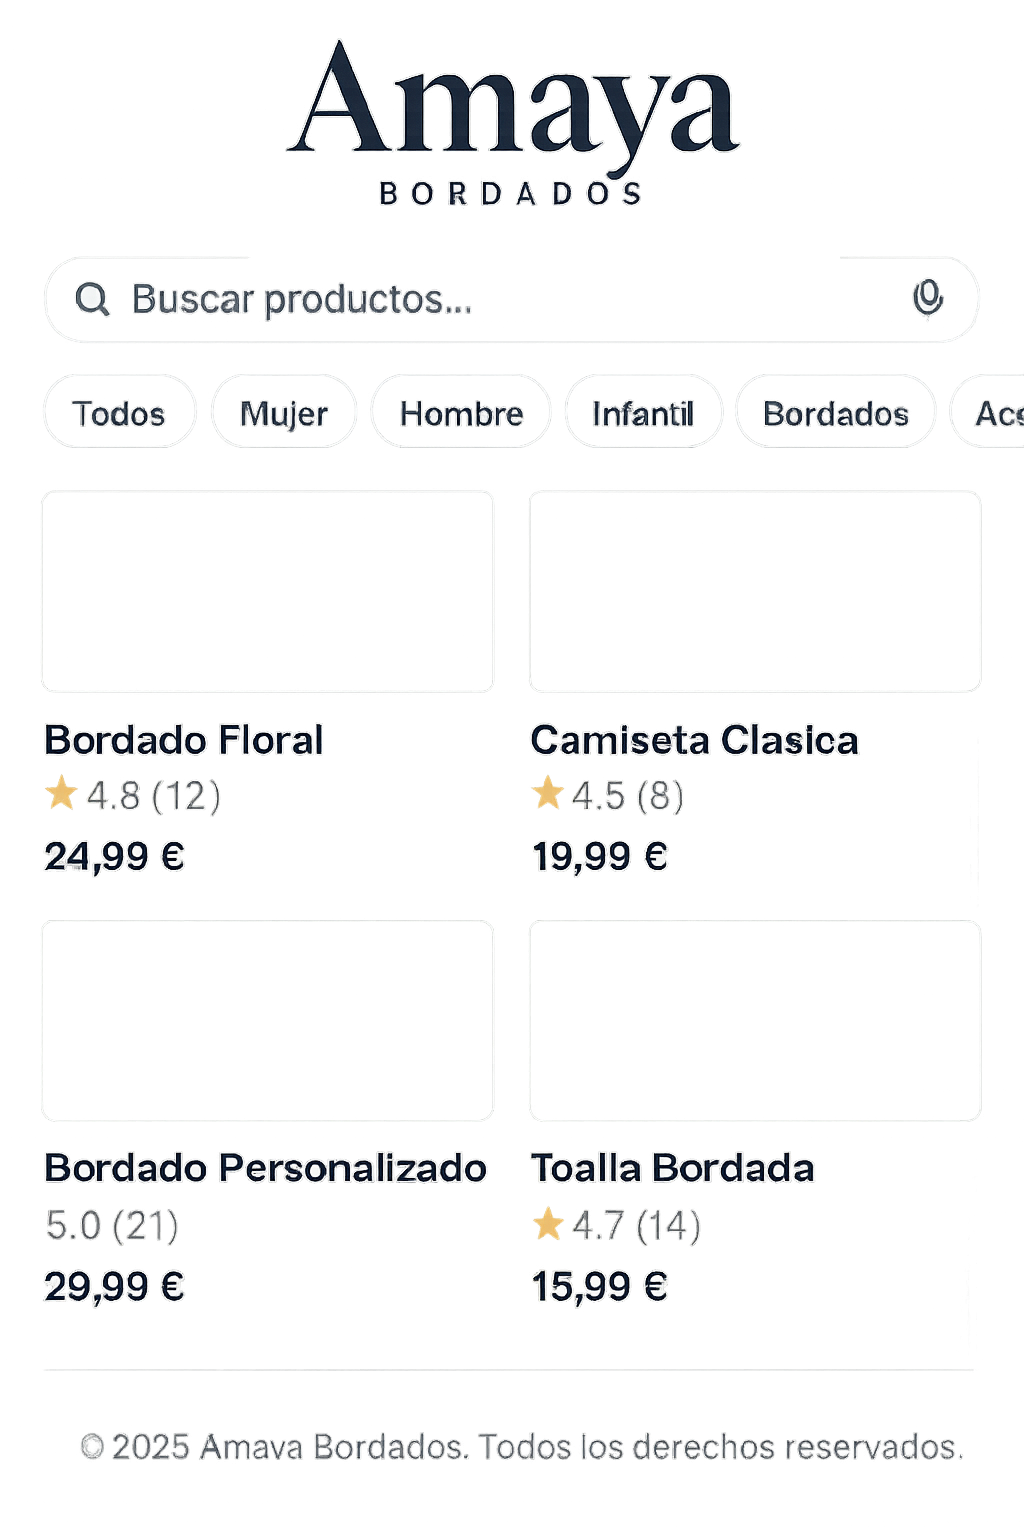 Amaya
BORDADOS
Buscar productos...
Todos Mujer Hombre Infantil Bordados Acc
Bordado Floral Camiseta Clasica
4.8 (12) 4.5 (8)
24,99 € 19,99 €
Bordado Personalizado Toalla Bordada
5.0 (21) 4.7 (14)
29,99 € 15,99 €
© 2025 Amava Bordados. Todos los derechos reservados.